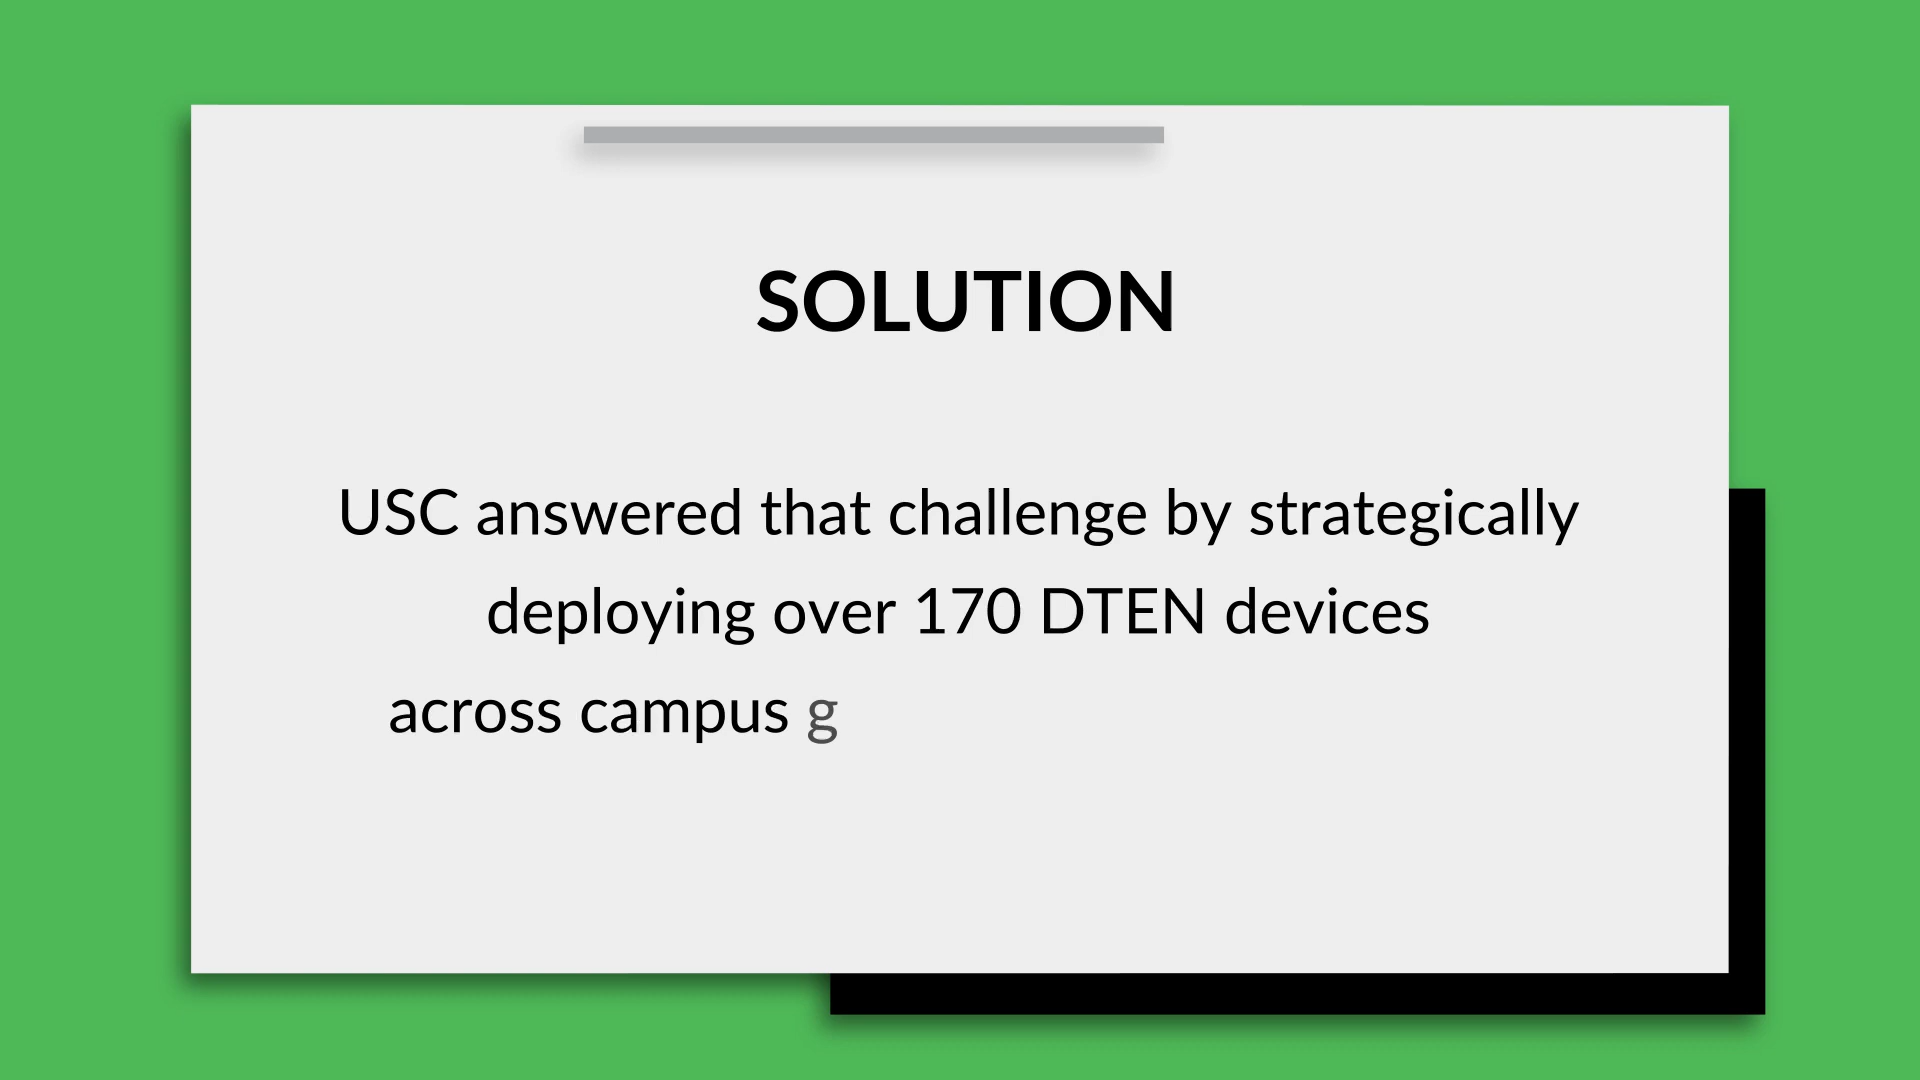 SOLUTION
USC answered that challenge by strategically
deploying over 170 DTEN devices
across campus g